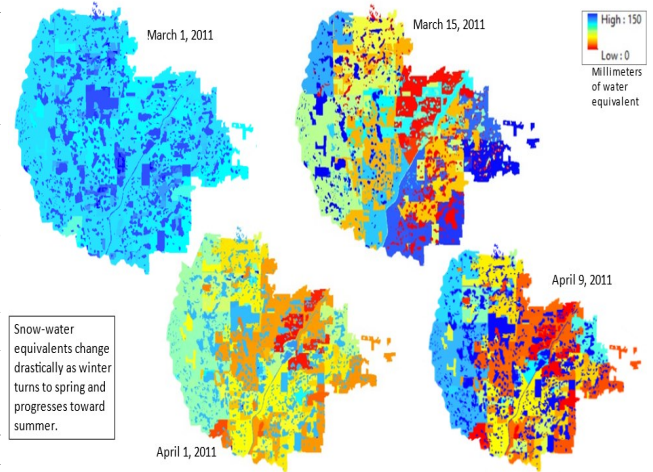 March 1, 2011
March 15, 2011
High : 150
Low : 0
Millimeters
of water
equivalent
April 9, 2011
Snow-water
equivalents change
drastically as winter
turns to spring and
progresses toward
summer.
April 1, 2011